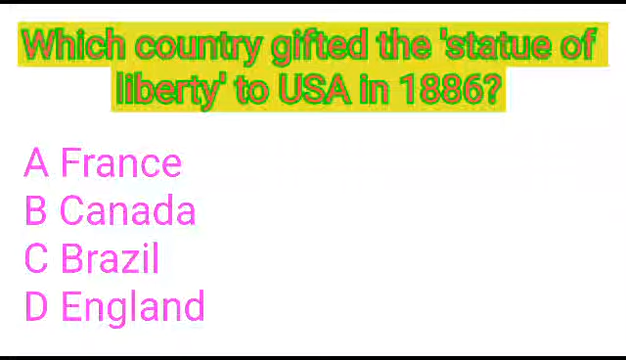 Which country gifted the 'statue of
liberty' to USA in 1886?
A France
B Canada
C Brazil
D England